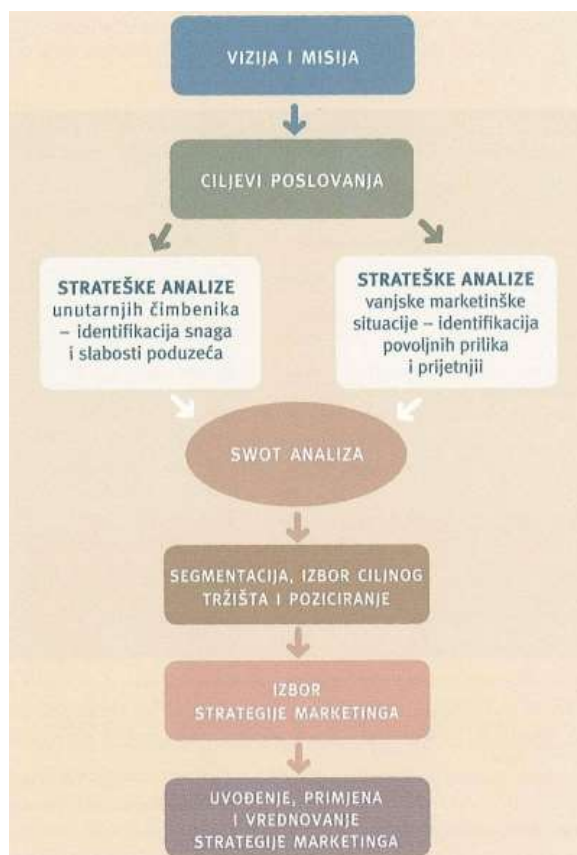 VIZIJA I MISIJA
CILJEVI POSLOVANJA
STRATEŠKE ANALIZE
unutarnjih čimbenika
– identifikacija snaga
i slabosti poduzeća
STRATEŠKE ANALIZE
vanjske marketinške
situacije – identifikacija
povoljnih prilika
i prijetnjii
SWOT ANALIZA
SEGMENTACIJA, IZBOR CILJNOG
TRŽIŠTA I POZICIRANJE
IZBOR
STRATEGIJE MARKETINGA
UVOĐENJE, PRIMJENA
I VREDNOVANJE
STRATEGIJE MARKETINGA